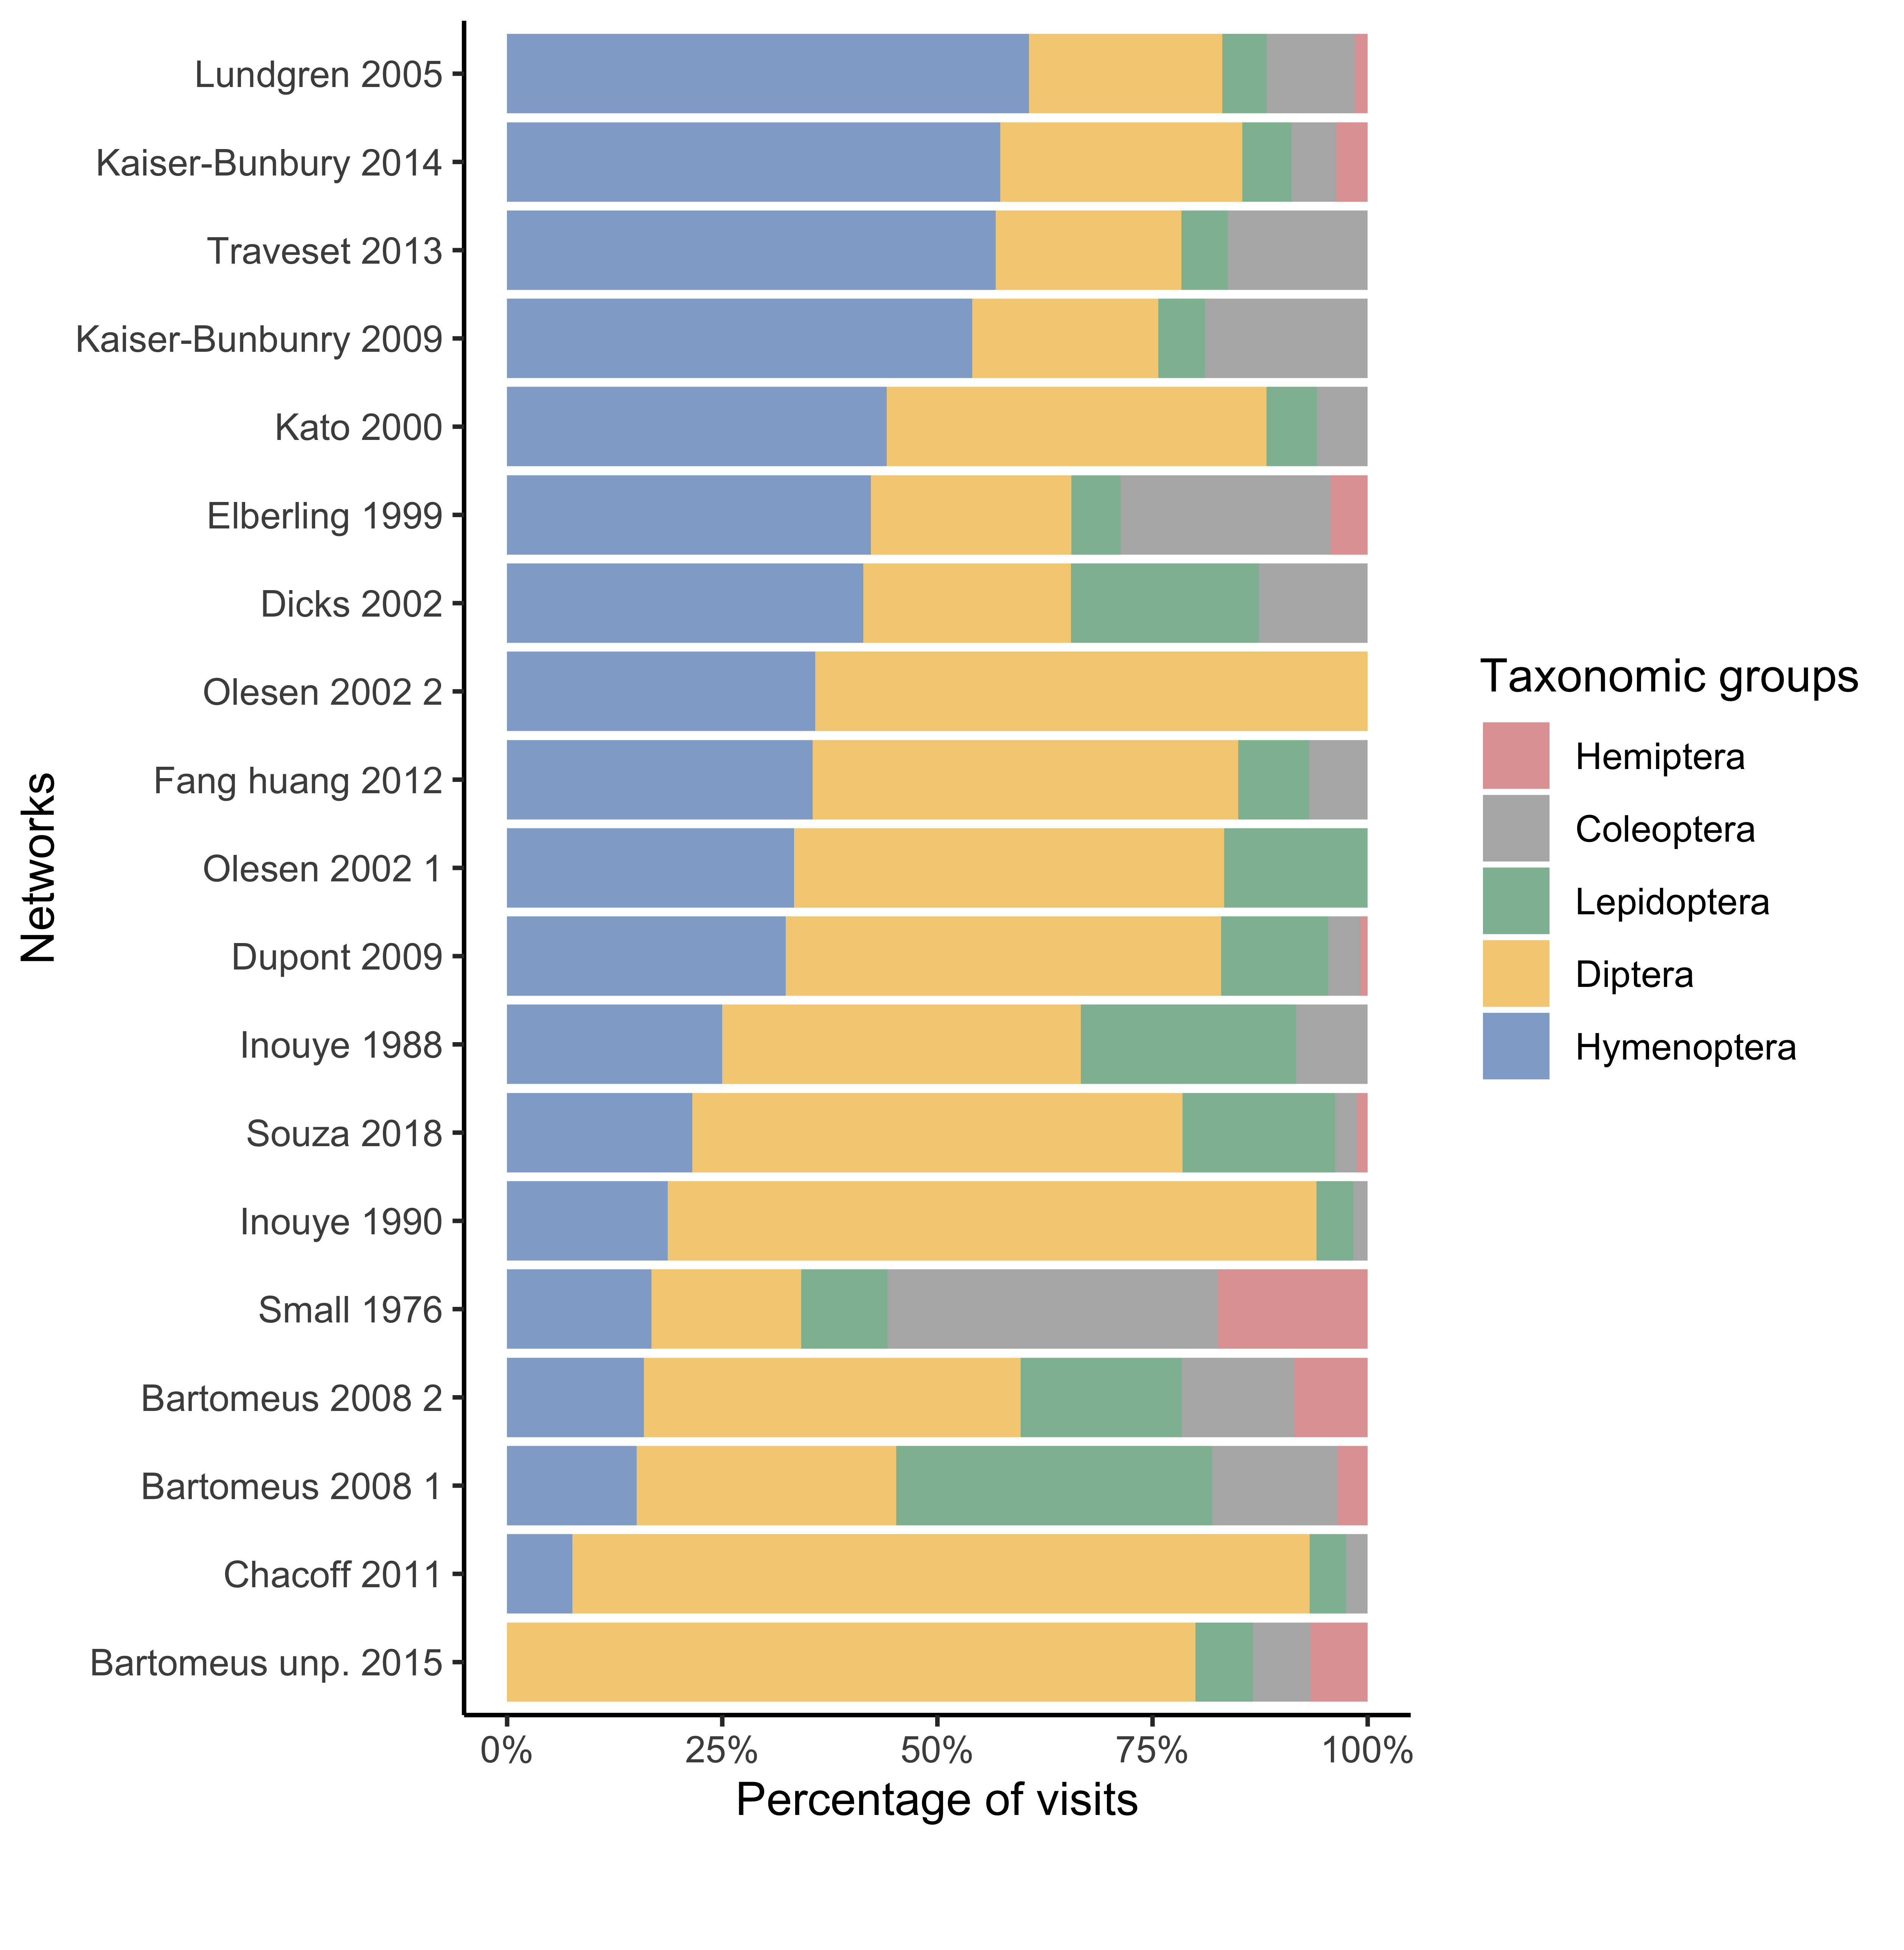 Lundgren 2005
Kaiser-Bunbury 2014
Traveset 2013
Kaiser-Bunbunry 2009
Kato 2000
Elberling 1999
Dicks 2002
Olesen 2002 2
Fang huang 2012
Olesen 2002 1
Dupont 2009
Inouye 1988
Souza 2018
Inouye 1990
Small 1976
Bartomeus 2008 2
Bartomeus 2008 1
Chacoff 2011
Bartomeus unp. 2015
Networks
0% 25% 50% 75% 100%
Percentage of visits
Taxonomic groups
Hemiptera
Coleoptera
Lepidoptera
Diptera
Hymenoptera